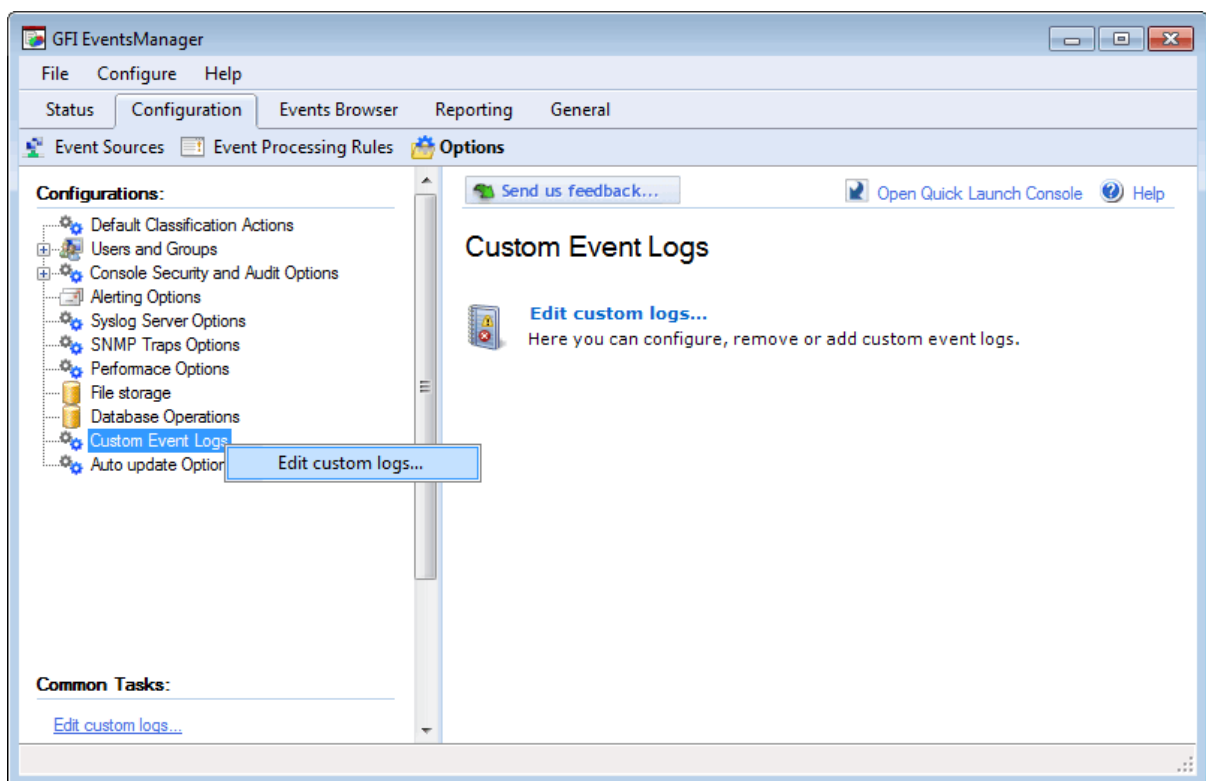 GFI EventsManager
File Configure Help
Status Configuration Events Browser Reporting General
Event Sources Event Processing Rules Options
Configurations:
Default Classification Actions
Users and Groups
Console Security and Audit Options
Alerting Options
Syslog Server Options
SNMP Traps Options
Performace Options
File storage
Database Operations
Custom Event Logs
Auto update Option
Edit custom logs...
Common Tasks:
Edit custom logs...
Send us feedback...
Open Quick Launch Console Help
Custom Event Logs
Edit custom logs...
Here you can configure, remove or add custom event logs.